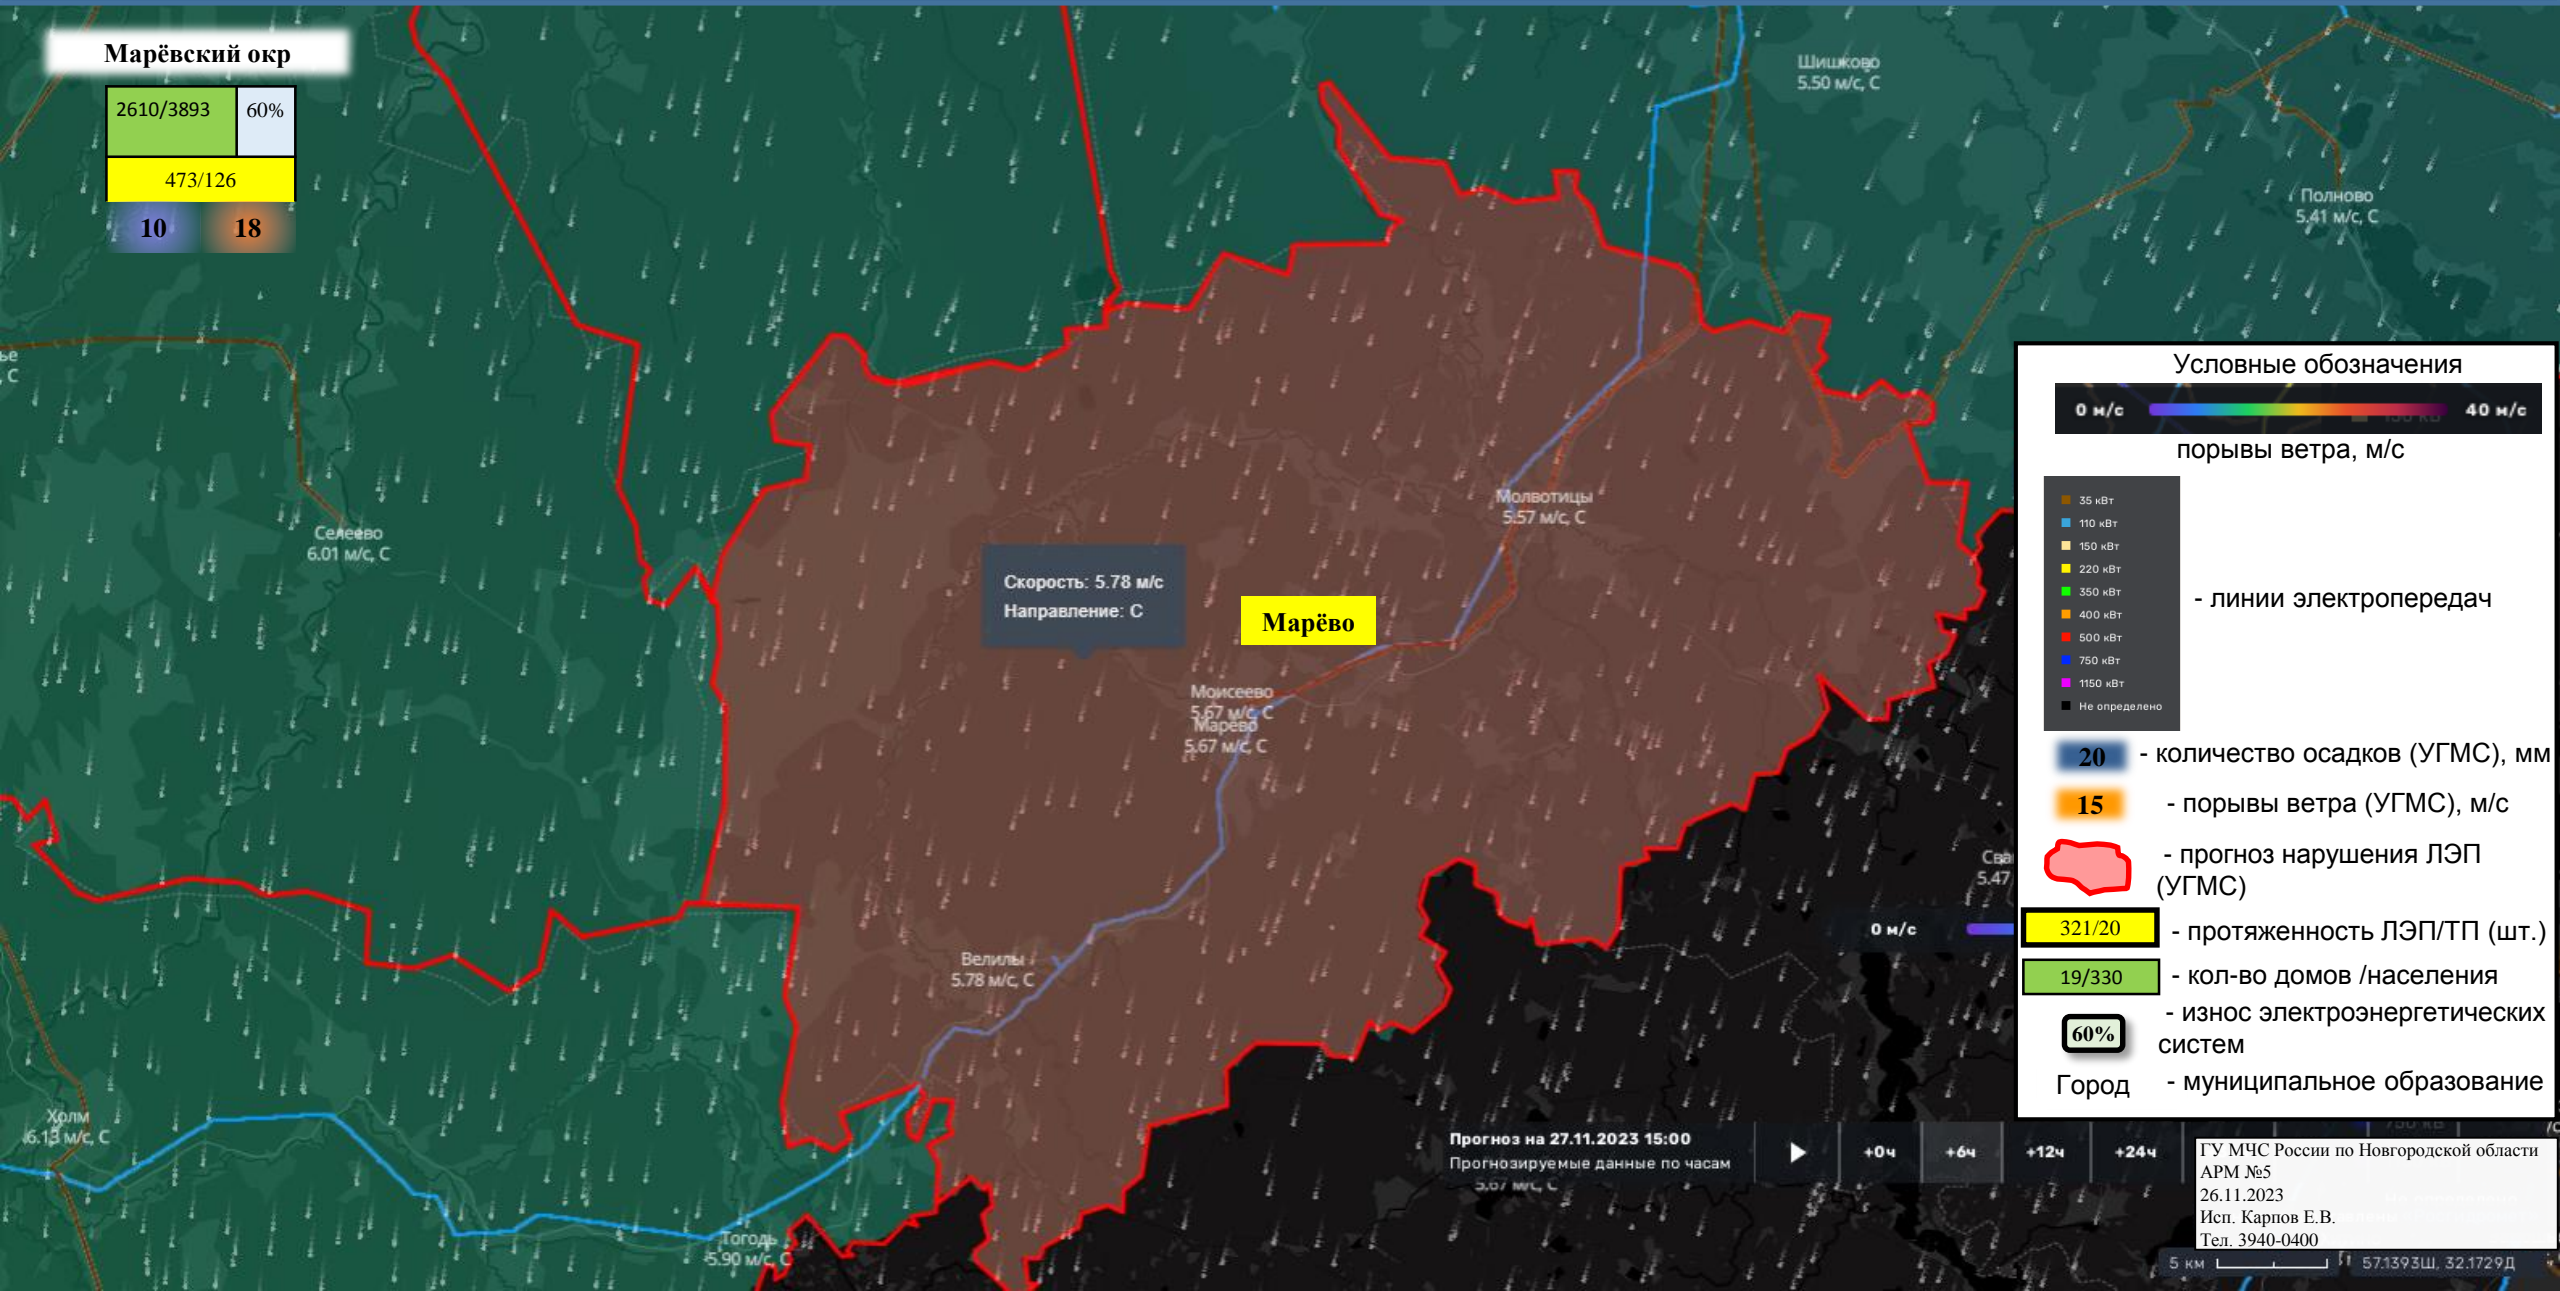 Марёвский окр
2610/3893
60%
473/126
10
18
Шишково
5.50 м/с, С
Полново
5.41 м/с, С
ье
, С
Селеево
6.01 м/с, С
Молвотицы
5.57 м/с, С
Скорость: 5.78 м/с
Направление: С
Марёво
Моисеево
5.67 м/с, С
Марёво
5.67 м/с, С
Велилы
5.78 м/с, С
Холм
6.13 м/с, С
Тогодь
5.90 м/с, С
Сва
5.47
0 м/с
Условные обозначения
0 м/с
40 м/с
порывы ветра, м/с
35 кВт
110 кВт
150 кВт
220 кВт
350 кВт
400 кВт
500 кВт
750 кВт
1150 кВт
Не определено
- линии электропередач
20 - количество осадков (УГМС), мм
15 - порывы ветра (УГМС), м/с
- прогноз нарушения ЛЭП
(УГМС)
321/20 - протяженность ЛЭП/ТП (шт.)
19/330 - кол-во домов /населения
- износ электроэнергетических
60% систем
Город - муниципальное образование
Прогноз на 27.11.2023 15:00
Прогнозируемые данные по часам
+0ч
+6ч
+12ч
+24ч
5.67 м/с, С
ГУ МЧС России по Новгородской области
АРМ №5
26.11.2023
Исп. Карпов Е.В.
Тел. 3940-0400
5 км
57.1393Ш, 32.1729Д